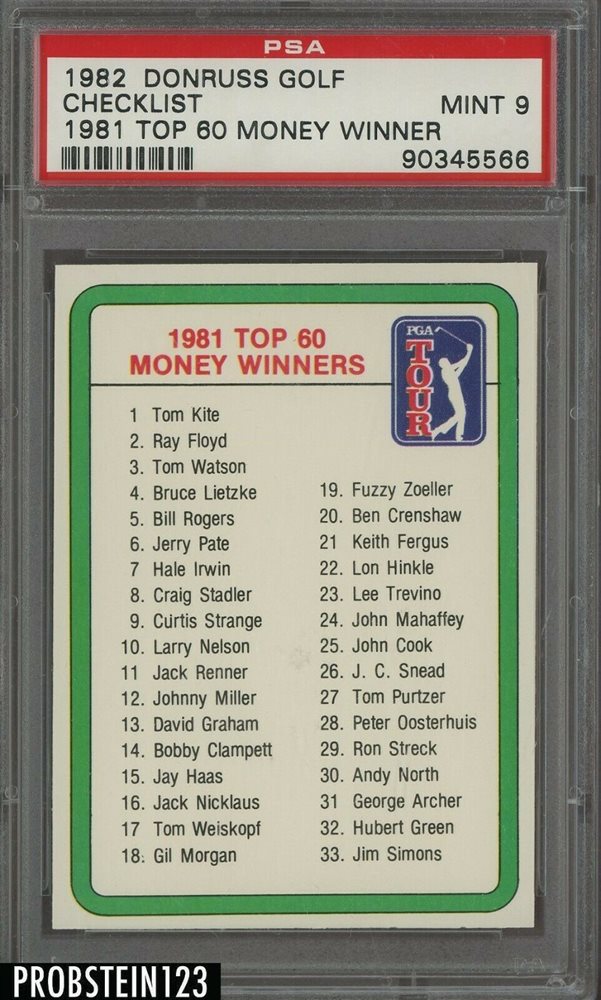 PSA
1982 DONRUSS GOLF
CHECKLIST MINT 9
1981 TOP 60 MONEY WINNER
90345566
1981 TOP 60
MONEY WINNERS
PGA
TOUR
1 Tom Kite
2. Ray Floyd
3. Tom Watson
4. Bruce Lietzke
5. Bill Rogers
6. Jerry Pate
7 Hale Irwin
8. Craig Stadler
9. Curtis Strange
10. Larry Nelson
11 Jack Renner
12. Johnny Miller
13. David Graham
14. Bobby Clampett
15. Jay Haas
16. Jack Nicklaus
17 Tom Weiskopf
18. Gil Morgan
19. Fuzzy Zoeller
20. Ben Crenshaw
21 Keith Fergus
22. Lon Hinkle
23. Lee Trevino
24. John Mahaffey
25. John Cook
26. J. C. Snead
27 Tom Purtzer
28. Peter Oosterhuis
29. Ron Streck
30. Andy North
31 George Archer
32. Hubert Green
33. Jim Simons
PROBSTEIN123